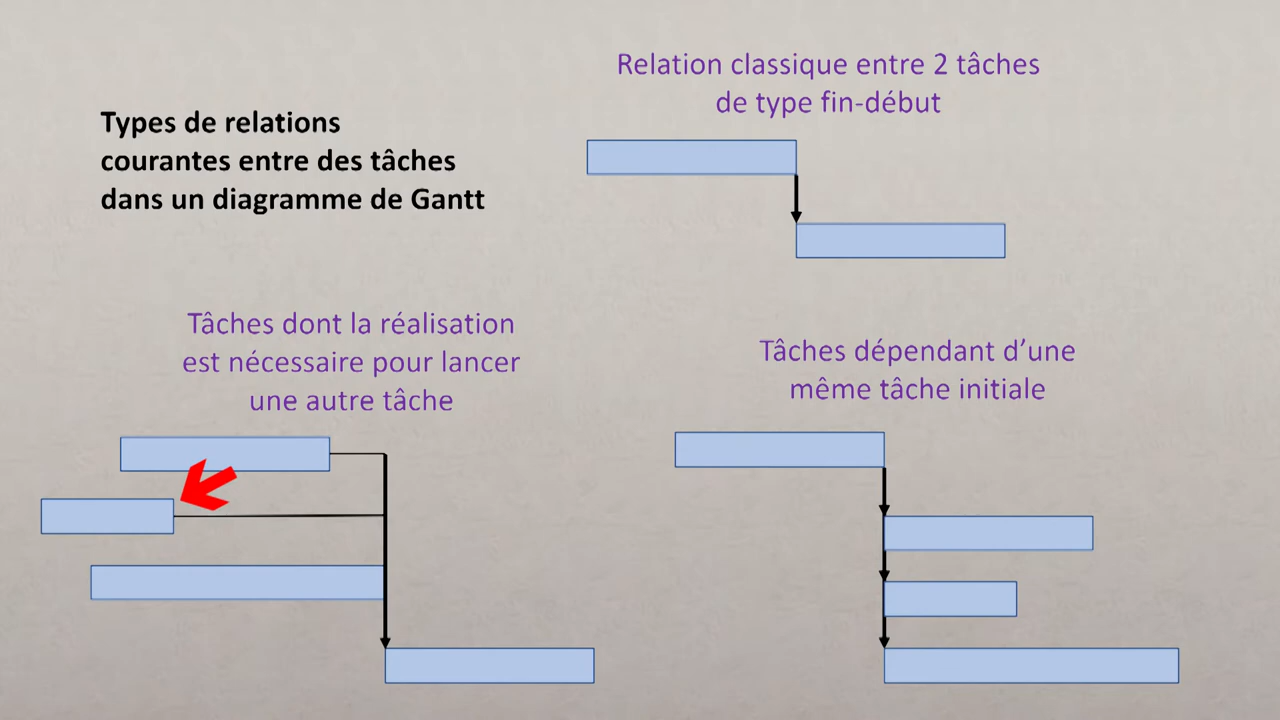 Types de relations
courantes entre des tâches
dans un diagramme de Gantt
Relation classique entre 2 tâches
de type fin-début
Tâches dont la réalisation
est nécessaire pour lancer
une autre tâche
Tâches dépendant d’une
même tâche initiale